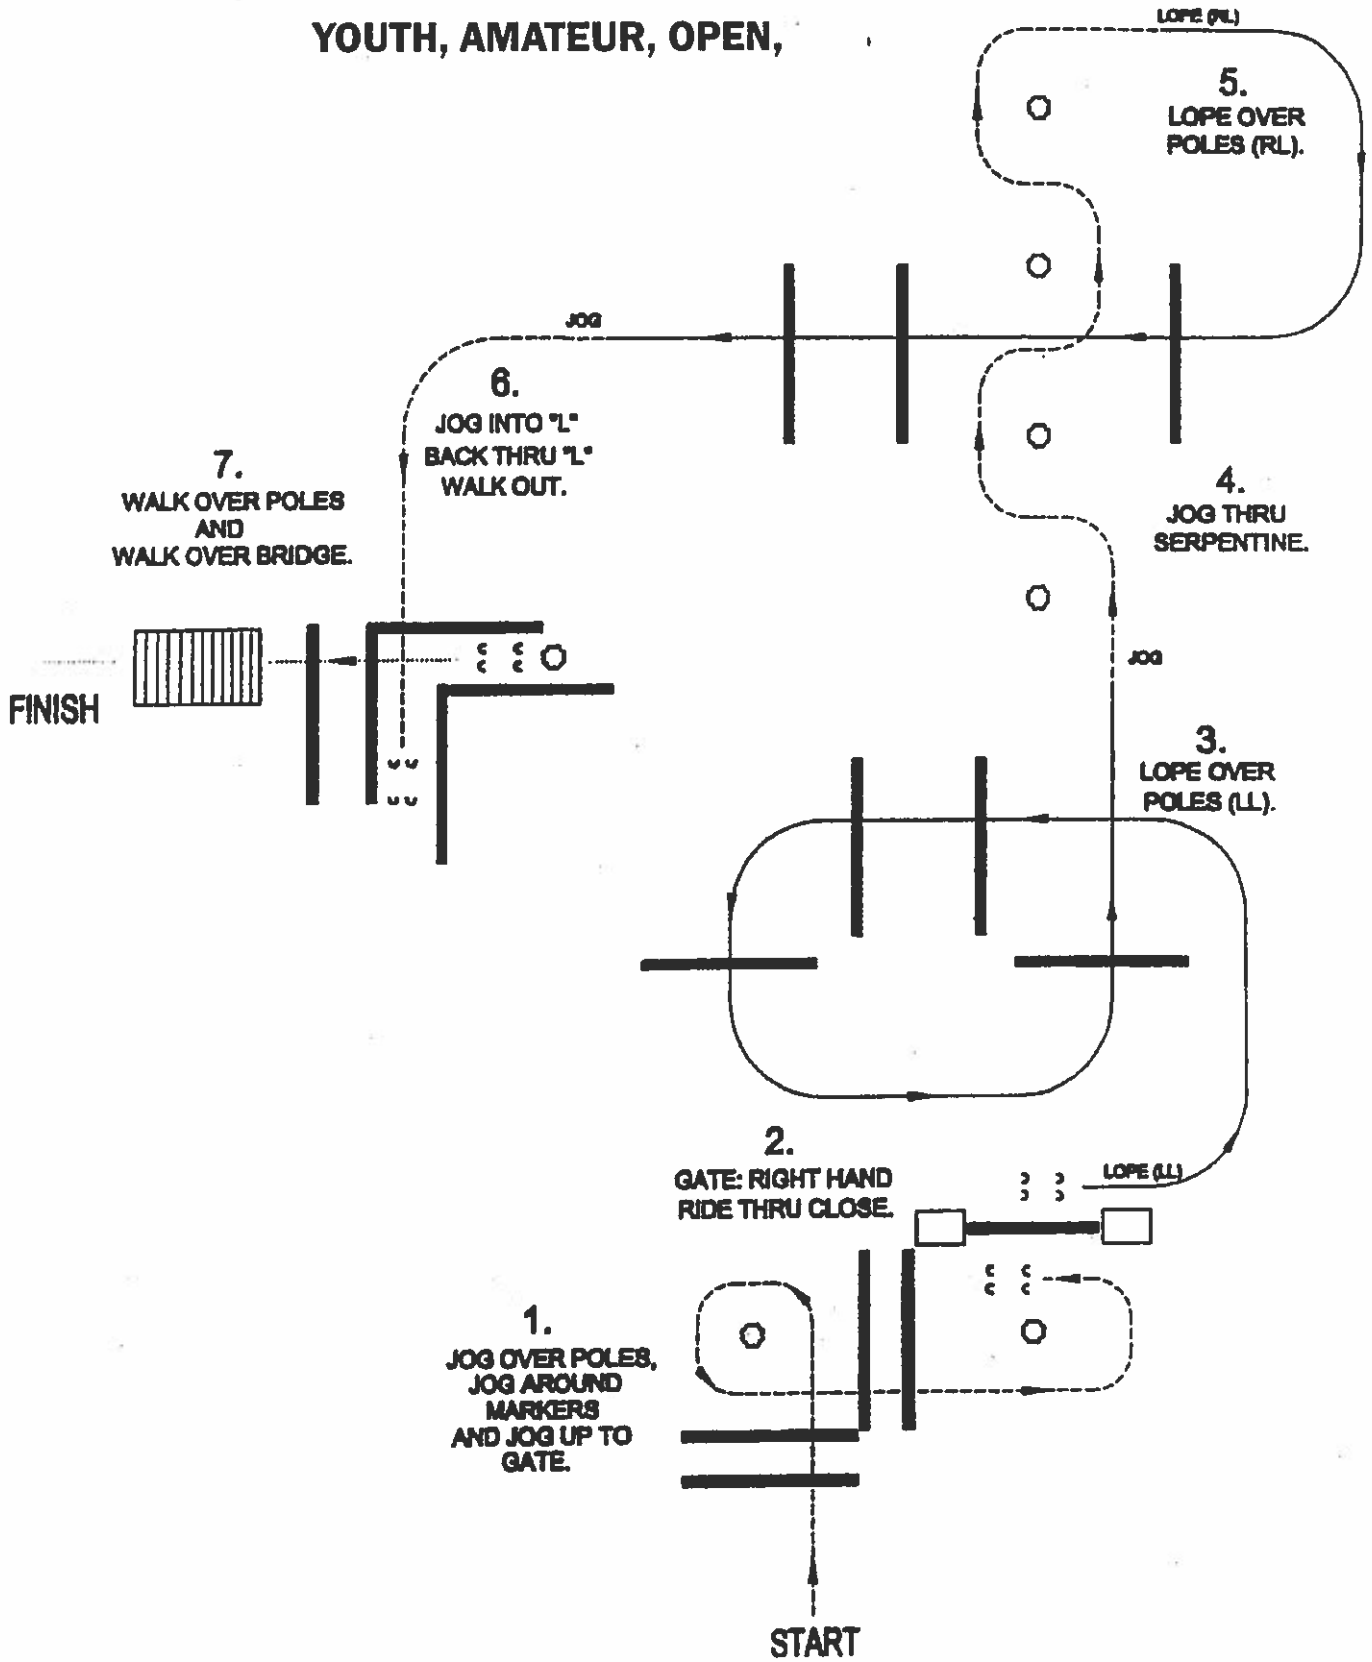 YOUTH, AMATEUR, OPEN,
LOPE (RL)
5.
LOPE OVER
POLES (RL).
JOG
6.
JOG INTO "L"
BACK THRU "L"
WALK OUT.
7.
WALK OVER POLES
AND
WALK OVER BRIDGE.
4.
JOG THRU
SERPENTINE.
FINISH
JOG
3.
LOPE OVER
POLES (LL).
2.
GATE: RIGHT HAND
RIDE THRU CLOSE.
LOPE (LL)
1.
JOG OVER POLES,
JOG AROUND
MARKERS
AND JOG UP TO
GATE.
START